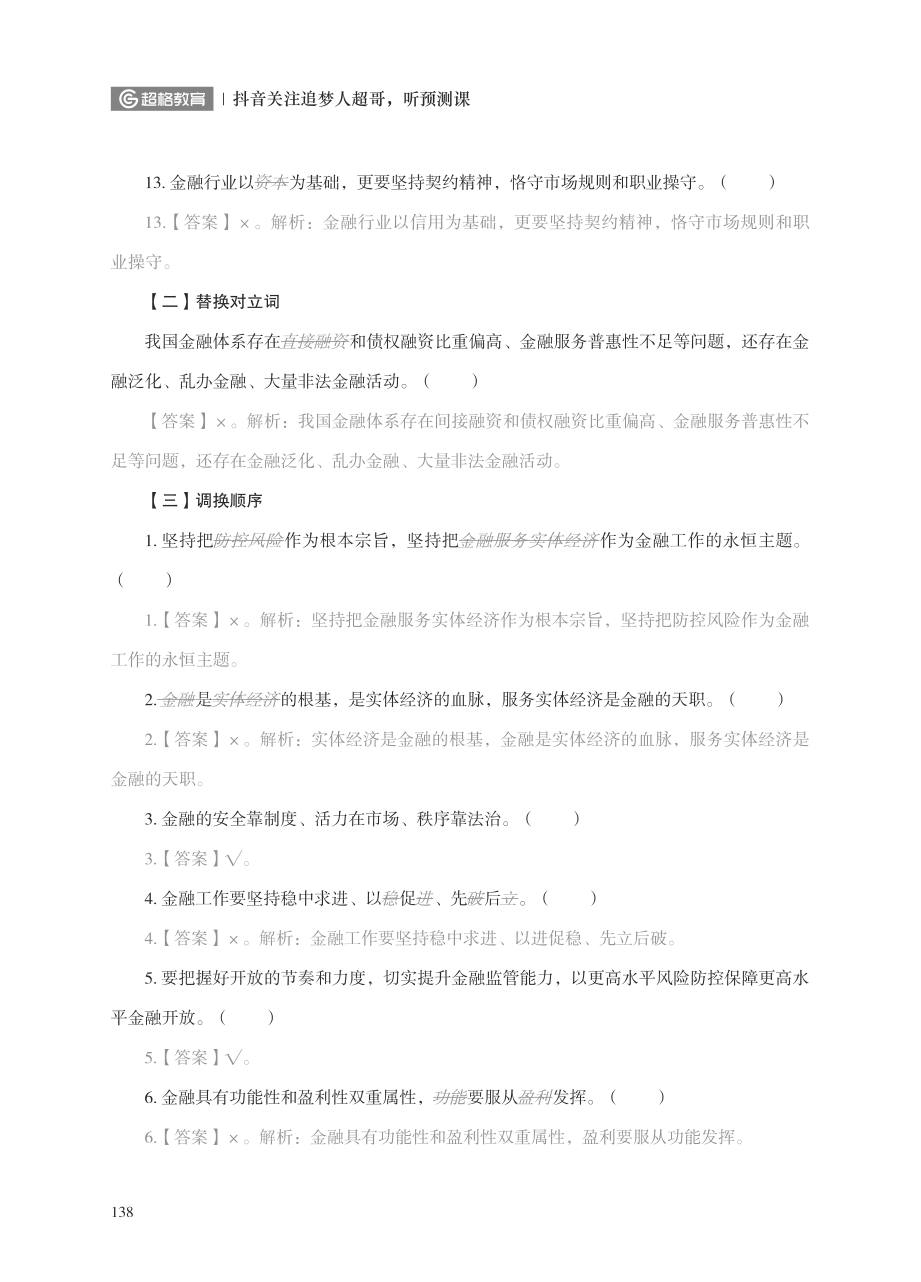 超格教育 | 抖音关注追梦人超哥，听预测课
13. 金融行业以资本为基础，更要坚持契约精神，恪守市场规则和职业操守。（　　）
13.【答案】×。解析：金融行业以信用为基础，更要坚持契约精神，恪守市场规则和职
业操守。
【二】替换对立词
我国金融体系存在直接融资和债权融资比重偏高、金融服务普惠性不足等问题，还存在金
融泛化、乱办金融、大量非法金融活动。（　　）
【答案】×。解析：我国金融体系存在间接融资和债权融资比重偏高、金融服务普惠性不
足等问题，还存在金融泛化、乱办金融、大量非法金融活动。
【三】调换顺序
1. 坚持把防控风险作为根本宗旨，坚持把金融服务实体经济作为金融工作的永恒主题。
（　　）
1.【答案】×。解析：坚持把金融服务实体经济作为根本宗旨，坚持把防控风险作为金融
工作的永恒主题。
2. 金融是实体经济的根基，是实体经济的血脉，服务实体经济是金融的天职。（　　）
2.【答案】×。解析：实体经济是金融的根基，金融是实体经济的血脉，服务实体经济是
金融的天职。
3. 金融的安全靠制度、活力在市场、秩序靠法治。（　　）
3.【答案】√。
4. 金融工作要坚持稳中求进、以稳促进、先破后立。（　　）
4.【答案】×。解析：金融工作要坚持稳中求进、以进促稳、先立后破。
5. 要把握好开放的节奏和力度，切实提升金融监管能力，以更高水平风险防控保障更高水
平金融开放。（　　）
5.【答案】√。
6. 金融具有功能性和盈利性双重属性，功能要服从盈利发挥。（　　）
6.【答案】×。解析：金融具有功能性和盈利性双重属性，盈利要服从功能发挥。
138